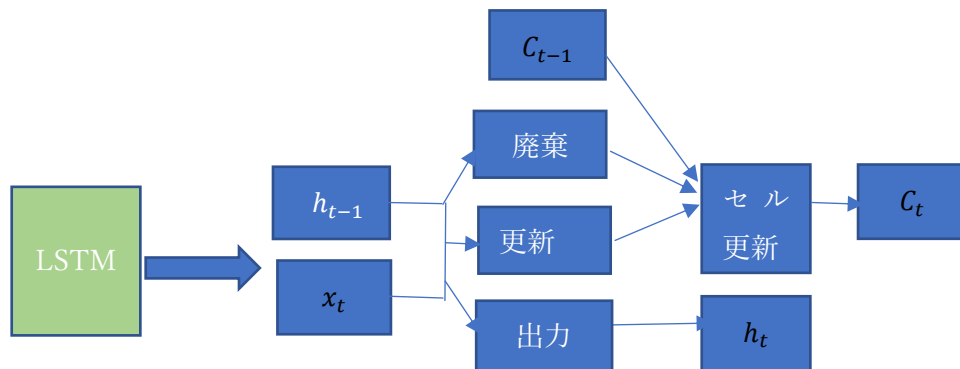 LSTM
h_{t-1}
x_t
C_{t-1}
廃棄
更新
出力
セル
更新
C_t
h_t